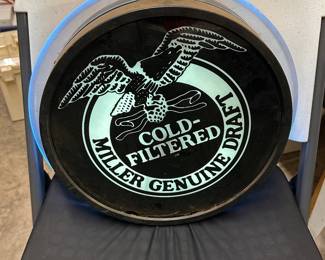 COLD-
FILTERED
MILLER GENUINE DRAFT